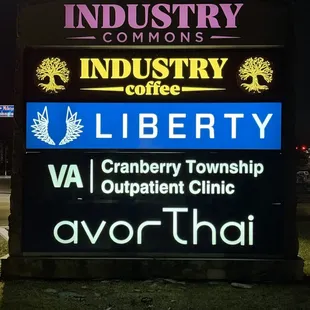 INDUSTRY
COMMONS
INDUSTRY
coffee
LIBERTY
VA Cranberry Township
Outpatient Clinic
avorThai